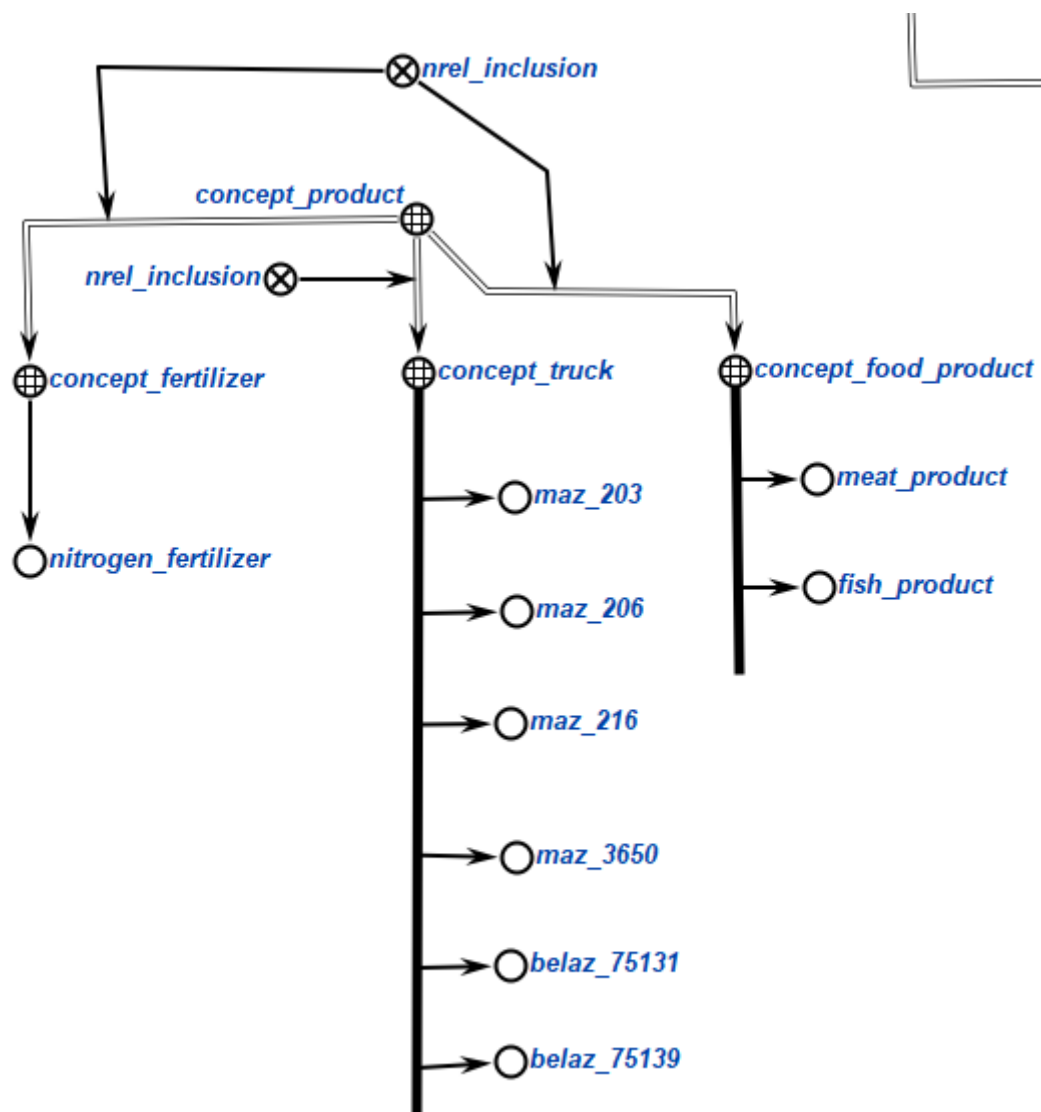 nrel_inclusion
concept_product
nrel_inclusion
concept_fertilizer
concept_truck
concept_food_product
meat_product
maz_203
nitrogen_fertilizer
fish_product
maz_206
maz_216
maz_3650
belaz_75131
belaz_75139